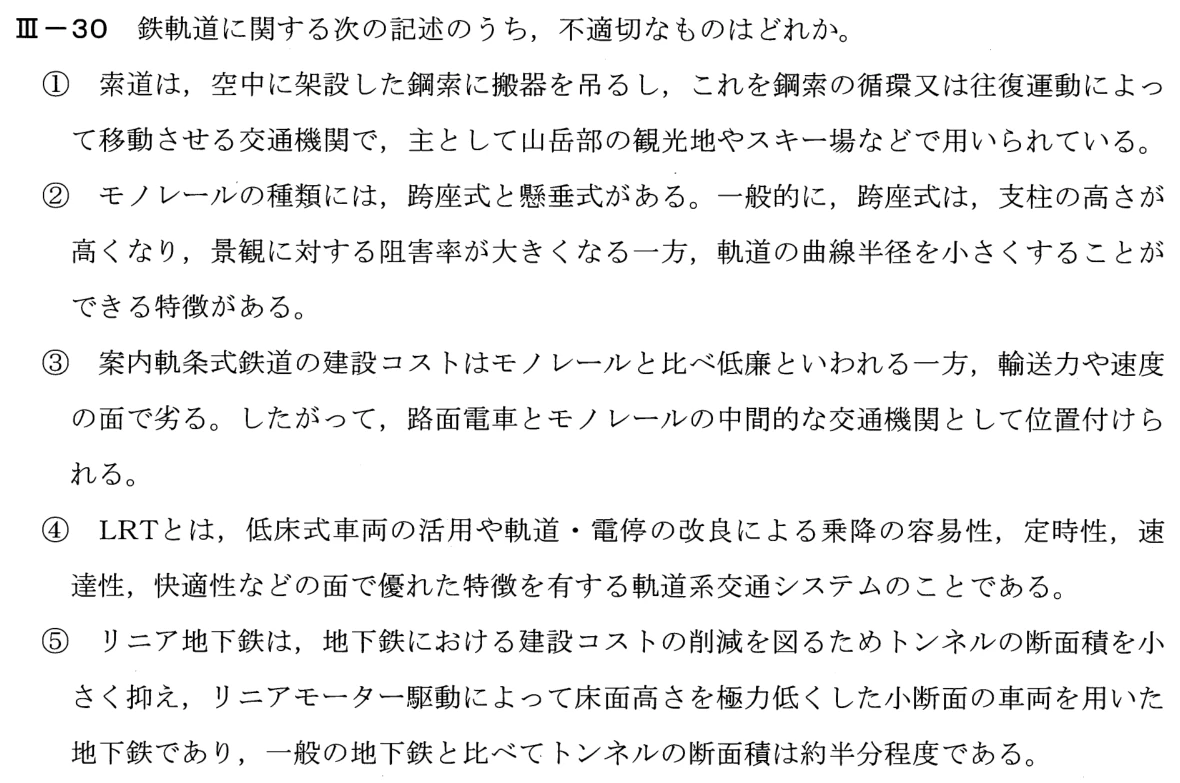 Ⅲ－30　鉄軌道に関する次の記述のうち，不適切なものはどれか。
①　索道は，空中に架設した鋼索に搬器を吊るし，これを鋼索の循環又は往復運動によっ
て移動させる交通機関で，主として山岳部の観光地やスキー場などで用いられている。
②　モノレールの種類には，跨座式と懸垂式がある。一般的に，跨座式は，支柱の高さが
高くなり，景観に対する阻害率が大きくなる一方，軌道の曲線半径を小さくすることが
できる特徴がある。
③　案内軌条式鉄道の建設コストはモノレールと比べ低廉といわれる一方，輸送力や速度
の面で劣る。したがって，路面電車とモノレールの中間的な交通機関として位置付けら
れる。
④　LRTとは，低床式車両の活用や軌道・電停の改良による乗降の容易性，定時性，速
達性，快適性などの面で優れた特徴を有する軌道系交通システムのことである。
⑤　リニア地下鉄は，地下鉄における建設コストの削減を図るためトンネルの断面積を小
さく抑え，リニアモーター駆動によって床面高さを極力低くした小断面の車両を用いた
地下鉄であり，一般の地下鉄と比べてトンネルの断面積は約半分程度である。